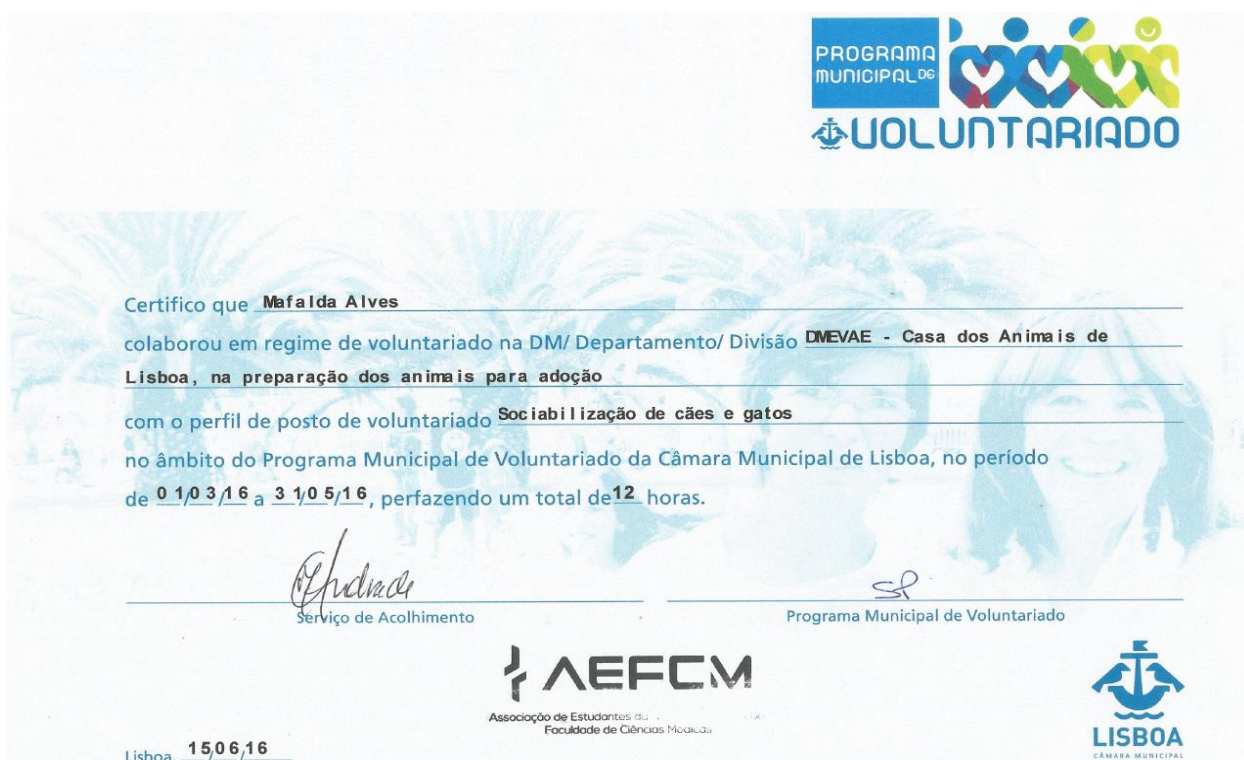 PROGRAMA
MUNICIPAL DE
VOLUNTARIADO
Certifico que Mafalda Alves
colaborou em regime de voluntariado na DM/ Departamento/ Divisão DMEVAE - Casa dos Animais de
Lisboa, na preparação dos animais para adoção
com o perfil de posto de voluntariado Sociabilização de cães e gatos
no âmbito do Programa Municipal de Voluntariado da Câmara Municipal de Lisboa, no período
de 01/03/16 a 31/05/16, perfazendo um total de 12 horas.
Andrade
SP
Serviço de Acolhimento
Programa Municipal de Voluntariado
AEFCM
Associação de Estudantes da
Faculdade de Ciências Médicas
LISBOA
CÂMARA MUNICIPAL
Lisboa, 15/06/16